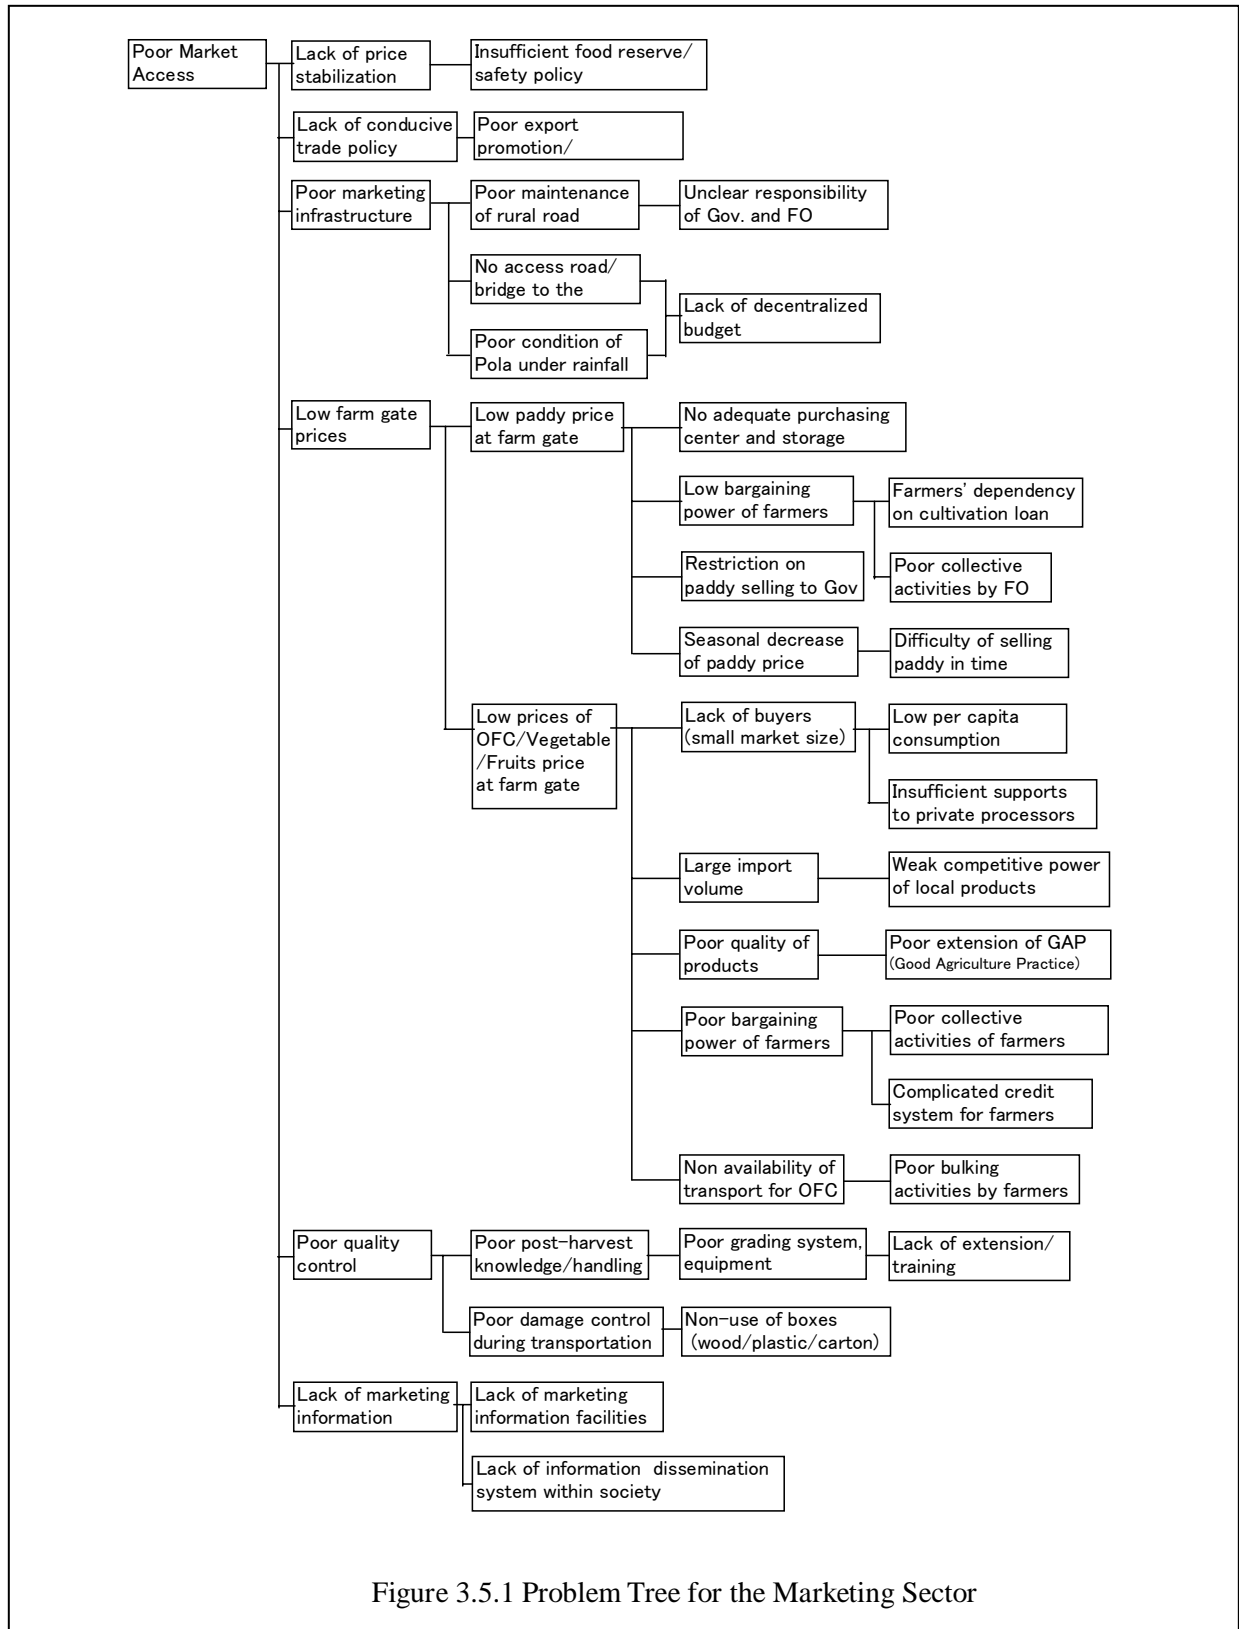 Poor Market
Access
Lack of price
stabilization
Insufficient food reserve/
safety policy
Lack of conducive
trade policy
Poor export
promotion/
Poor marketing
infrastructure
Poor maintenance
of rural road
Unclear responsibility
of Gov. and FO
No access road/
bridge to the
Lack of decentralized
budget
Poor condition of
Pola under rainfall
Low farm gate
prices
Low paddy price
at farm gate
No adequate purchasing
center and storage
Low bargaining
power of farmers
Farmers' dependency
on cultivation loan
Poor collective
activities by FO
Restriction on
paddy selling to Gov
Seasonal decrease
of paddy price
Difficulty of selling
paddy in time
Low prices of
OFC/Vegetable
/Fruits price
at farm gate
Lack of buyers
(small market size)
Low per capita
consumption
Insufficient supports
to private processors
Large import
volume
Weak competitive power
of local products
Poor quality of
products
Poor extension of GAP
(Good Agriculture Practice)
Poor bargaining
power of farmers
Poor collective
activities of farmers
Complicated credit
system for farmers
Non availability of
transport for OFC
Poor bulking
activities by farmers
Poor quality
control
Poor post-harvest
knowledge/handling
Poor grading system,
equipment
Lack of extension/
training
Poor damage control
during transportation
Non-use of boxes
(wood/plastic/carton)
Lack of marketing
information
Lack of marketing
information facilities
Lack of information dissemination
system within society
Figure 3.5.1 Problem Tree for the Marketing Sector